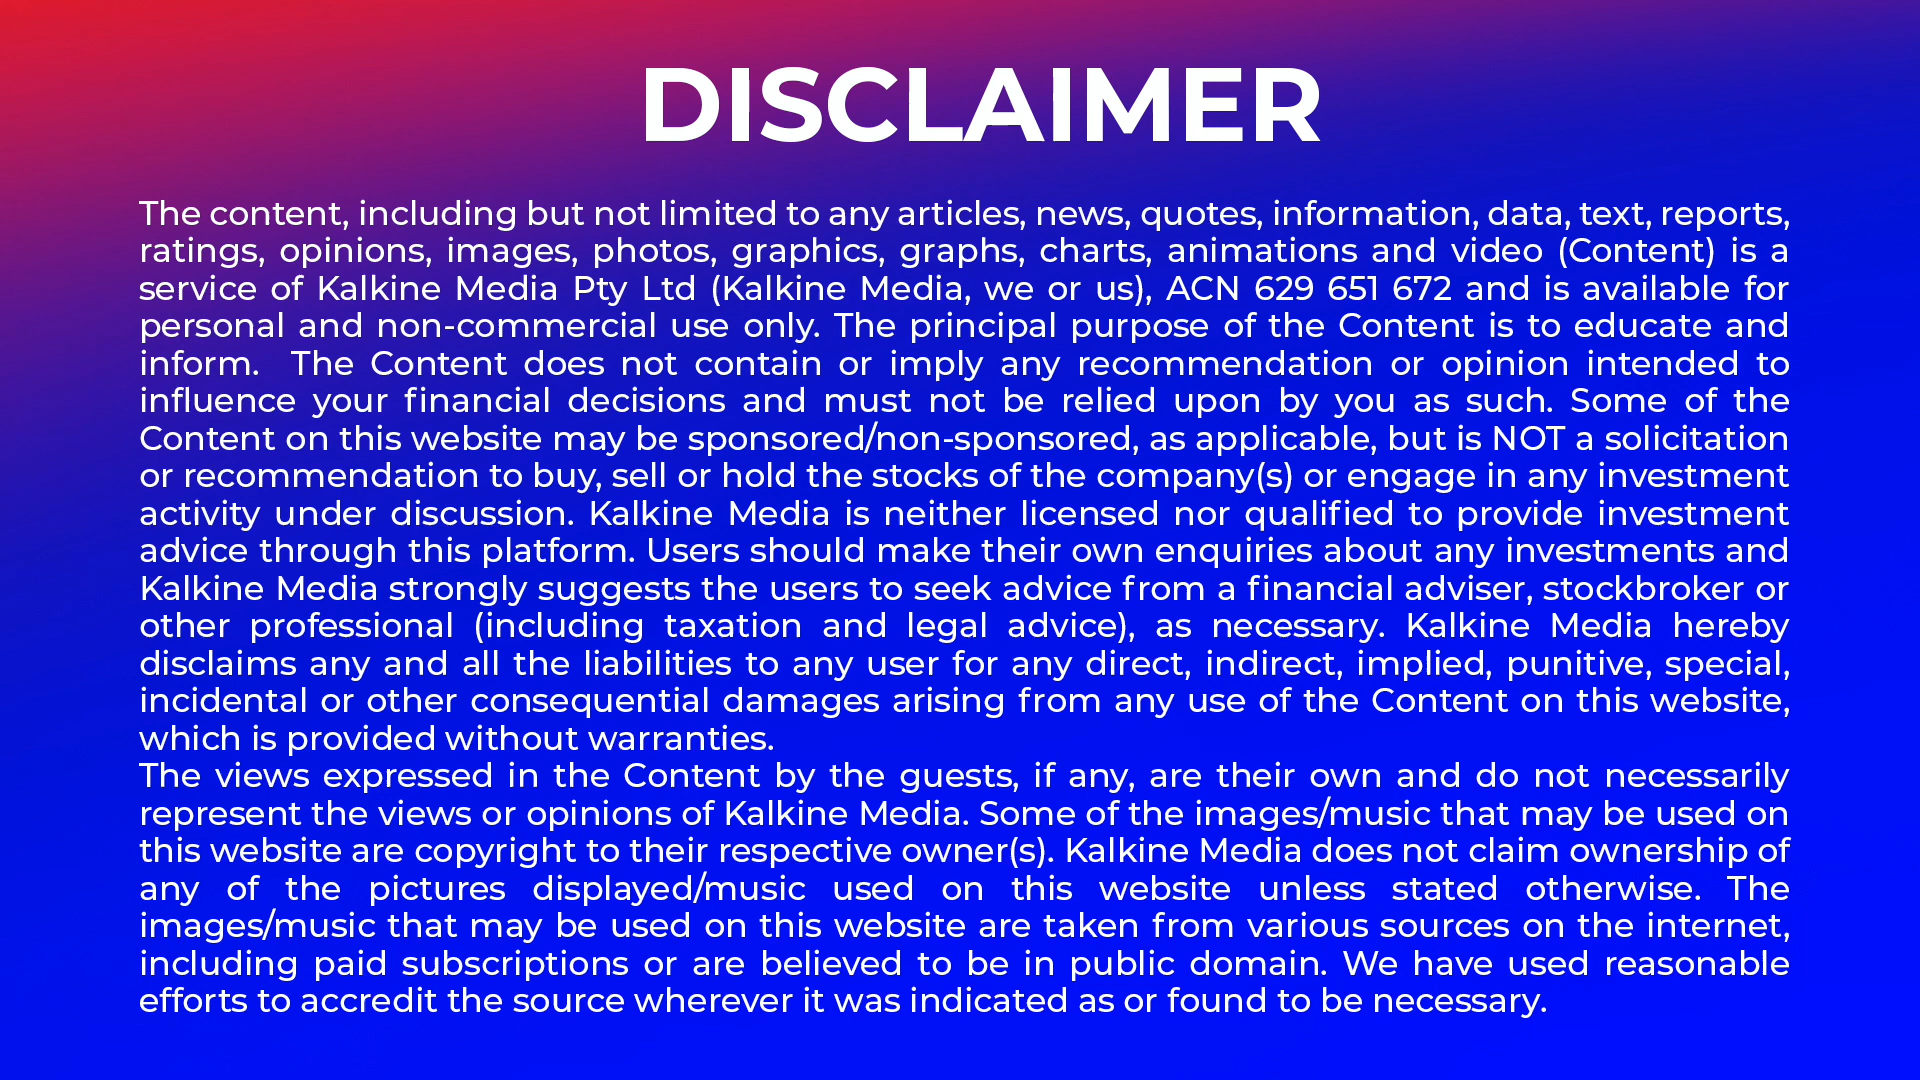 DISCLAIMER
The content, including but not limited to any articles, news, quotes, information, data, text, reports,
ratings, opinions, images, photos, graphics, graphs, charts, animations and video (Content) is a
service of Kalkine Media Pty Ltd (Kalkine Media, we or us), ACN 629 651 672 and is available for
personal and non-commercial use only. The principal purpose of the Content is to educate and
inform.  The Content does not contain or imply any recommendation or opinion intended to
influence your financial decisions and must not be relied upon by you as such. Some of the
Content on this website may be sponsored/non-sponsored, as applicable, but is NOT a solicitation
or recommendation to buy, sell or hold the stocks of the company(s) or engage in any investment
activity under discussion. Kalkine Media is neither licensed nor qualified to provide investment
advice through this platform. Users should make their own enquiries about any investments and
Kalkine Media strongly suggests the users to seek advice from a financial adviser, stockbroker or
other professional (including taxation and legal advice), as necessary. Kalkine Media hereby
disclaims any and all the liabilities to any user for any direct, indirect, implied, punitive, special,
incidental or other consequential damages arising from any use of the Content on this website,
which is provided without warranties.
The views expressed in the Content by the guests, if any, are their own and do not necessarily
represent the views or opinions of Kalkine Media. Some of the images/music that may be used on
this website are copyright to their respective owner(s). Kalkine Media does not claim ownership of
any of the pictures displayed/music used on this website unless stated otherwise. The
images/music that may be used on this website are taken from various sources on the internet,
including paid subscriptions or are believed to be in public domain. We have used reasonable
efforts to accredit the source wherever it was indicated as or found to be necessary.